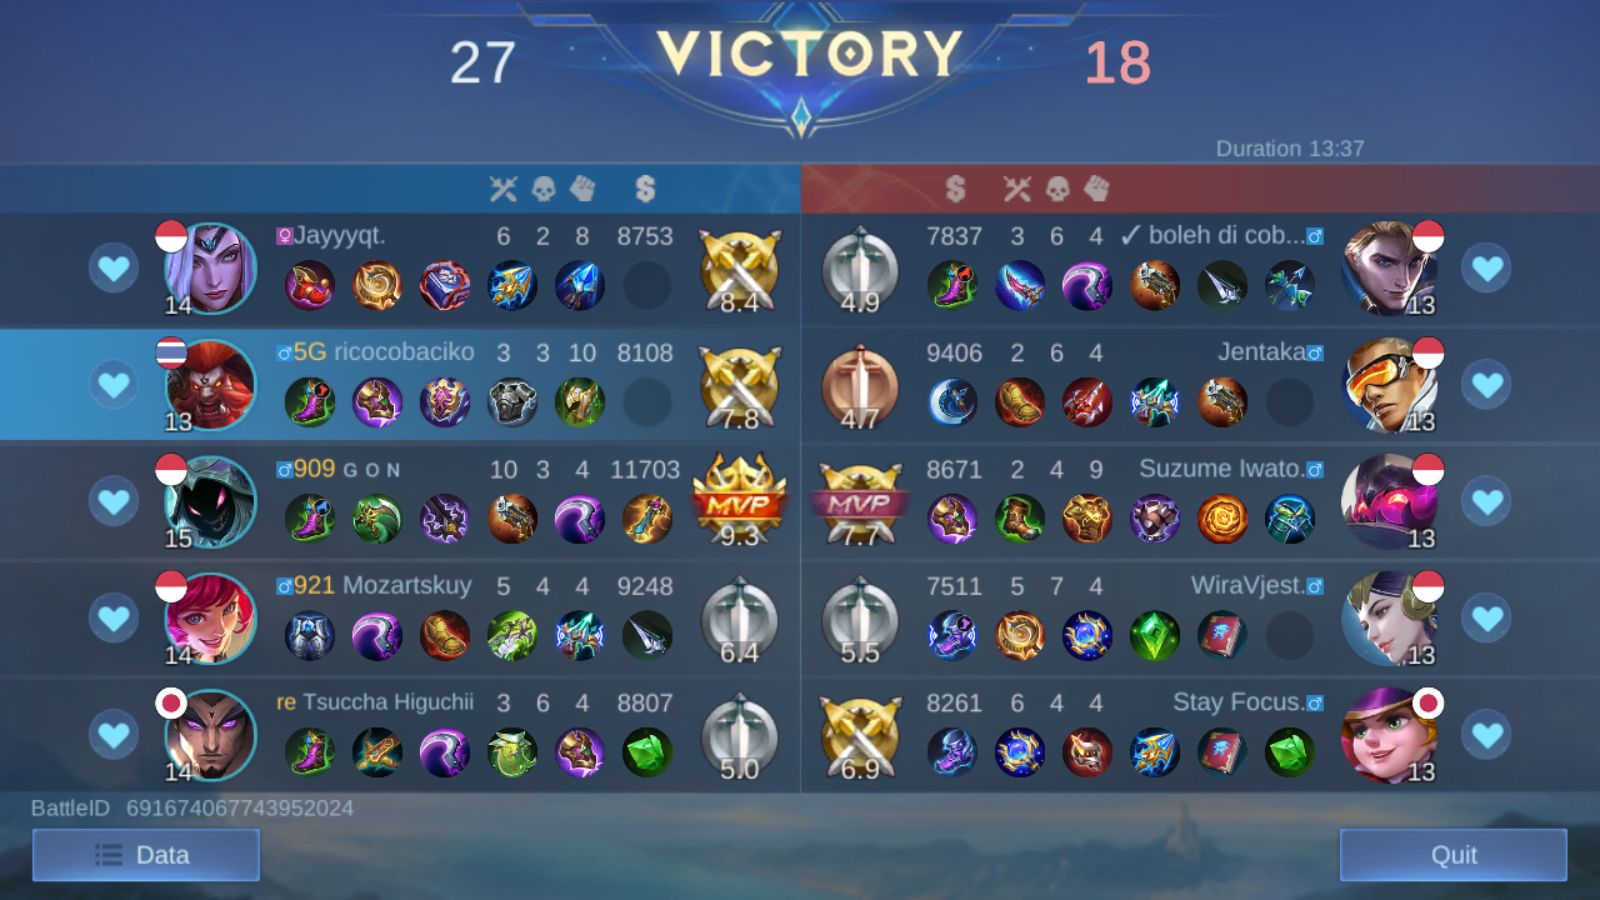 27 VICTORY 18
Duration 13:37
Jayyyqt. 6 2 8 8753
14 8.4
7837 3 6 4 ✓ boleh di cob...
4.9 13
5G ricocobaciko 3 3 10 8108
13 7.8
9406 2 6 4 Jentaka
4.7 13
909 G O N 10 3 4 11703
15 MVP 9.3
8671 2 4 9 Suzume Iwato.
MVP 7.7 13
921 Mozartskuy 5 4 4 9248
14 6.4
7511 5 7 4 WiraVjest.
5.5 13
re Tsuccha Higuchii 3 6 4 8807
14 5.0
8261 6 4 4 Stay Focus.
6.9 13
BattleID 691674067743952024
Data
Quit